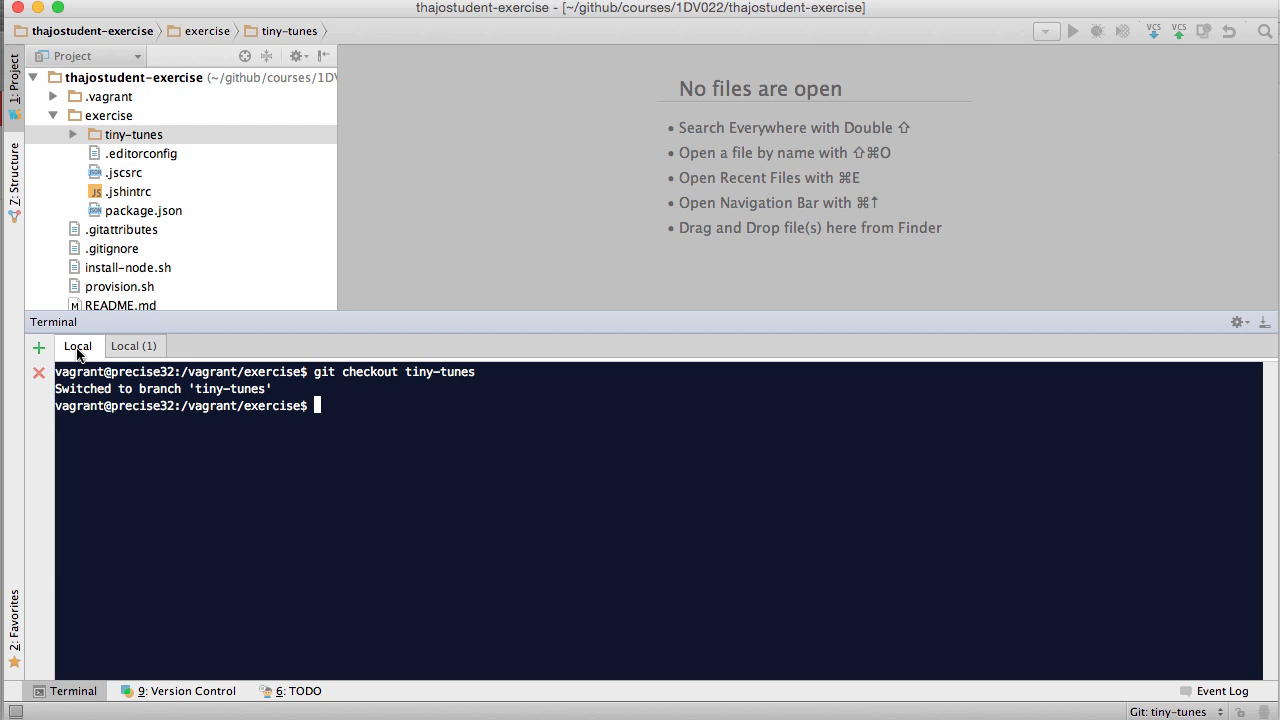 thajostudent-exercise - [~/github/courses/1DV022/thajostudent-exercise]
thajostudent-exercise exercise tiny-tunes
VCS VCS
1: Project
Project
thajostudent-exercise (~/github/courses/1DV
.vagrant
exercise
tiny-tunes
.editorconfig
.jscsrc
.jshintrc
package.json
.gitattributes
.gitignore
install-node.sh
provision.sh
README.md
Z: Structure
2: Favorites
No files are open
• Search Everywhere with Double ⇧
• Open a file by name with ⇧⌘O
• Open Recent Files with ⌘E
• Open Navigation Bar with ⌘↑
• Drag and Drop file(s) here from Finder
Terminal
Local Local (1)
vagrant@precise32:/vagrant/exercise$ git checkout tiny-tunes
Switched to branch 'tiny-tunes'
vagrant@precise32:/vagrant/exercise$
Terminal 9: Version Control 6: TODO Event Log
Git: tiny-tunes